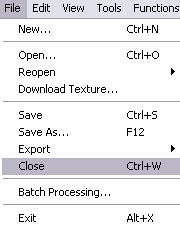 File Edit View Tools Functions
New... Ctrl+N
Open... Ctrl+O
Reopen
Download Texture...
Save Ctrl+S
Save As... F12
Export
Close Ctrl+W
Batch Processing...
Exit Alt+X